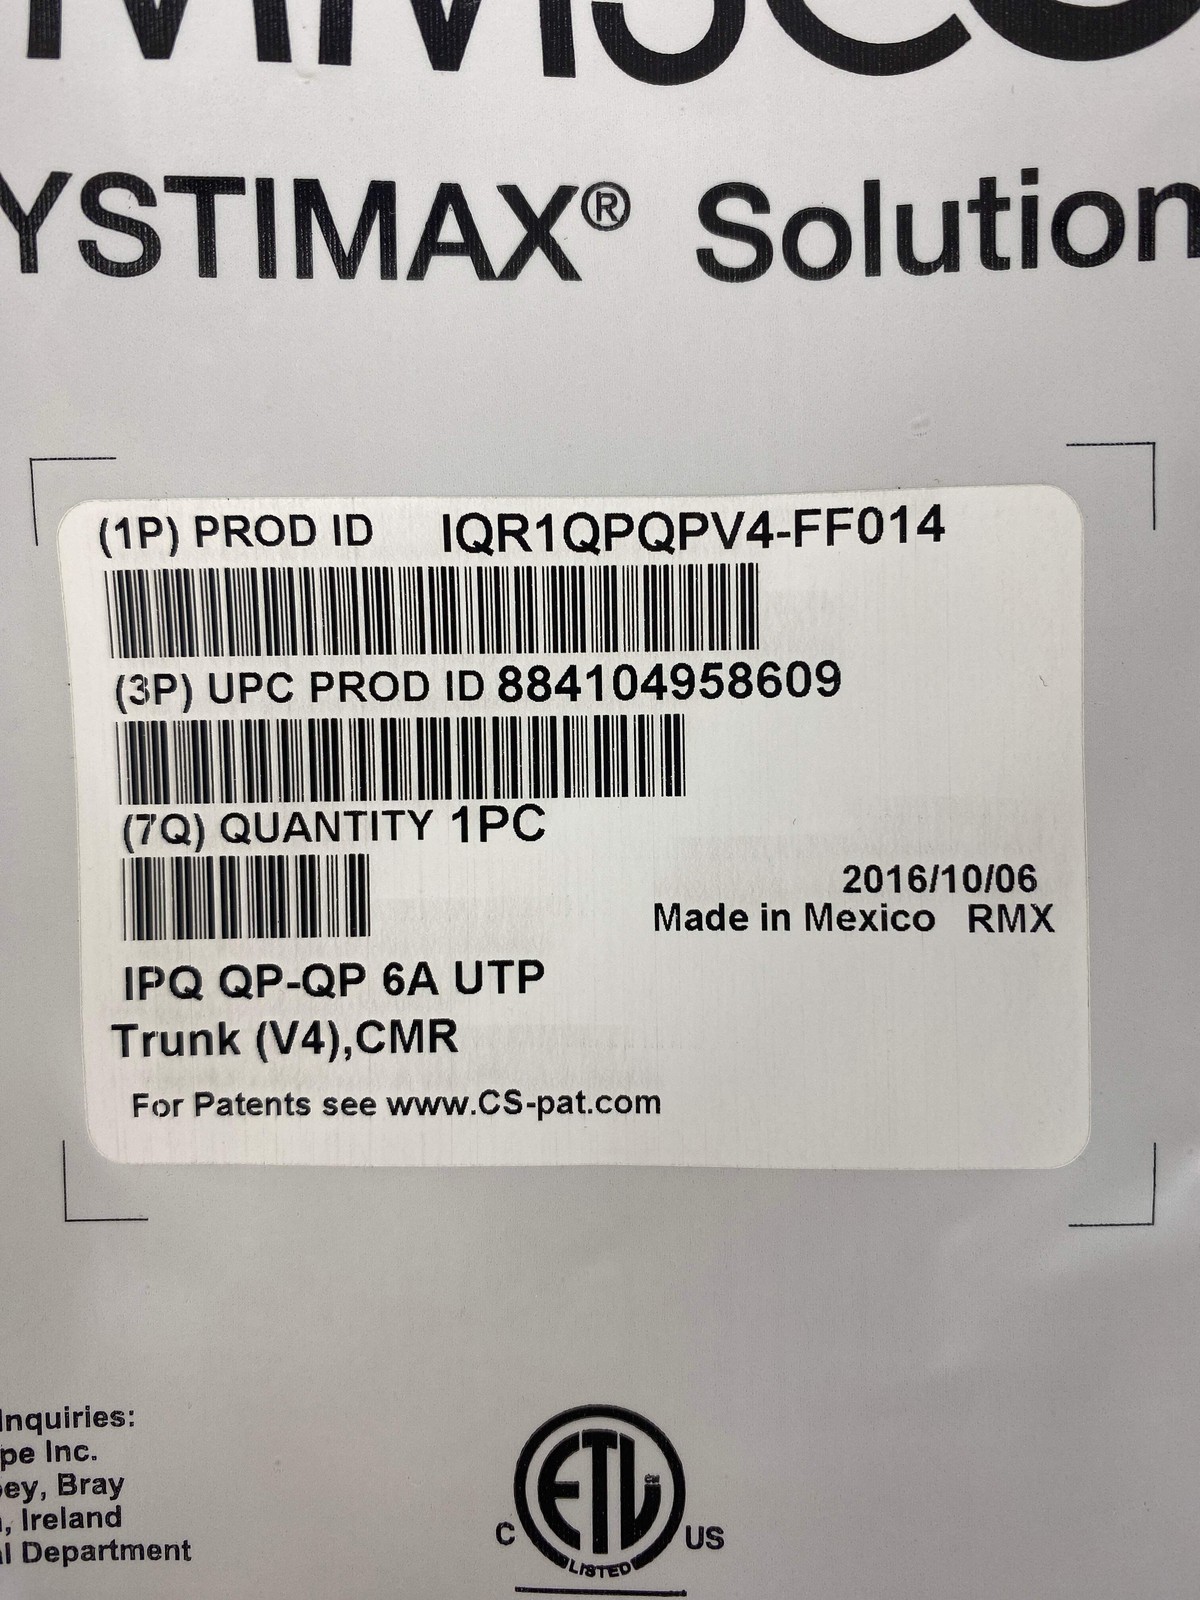 YSTIMAX® Solution
(1P) PROD ID IQR1QPQPV4-FF014
(3P) UPC PROD ID 884104958609
(7Q) QUANTITY 1PC
2016/10/06
Made in Mexico RMX
IPQ QP-QP 6A UTP
Trunk (V4),CMR
For Patents see www.CS-pat.com
Inquiries:
pe Inc.
ey, Bray
, Ireland
l Department
C ETL US
LISTED